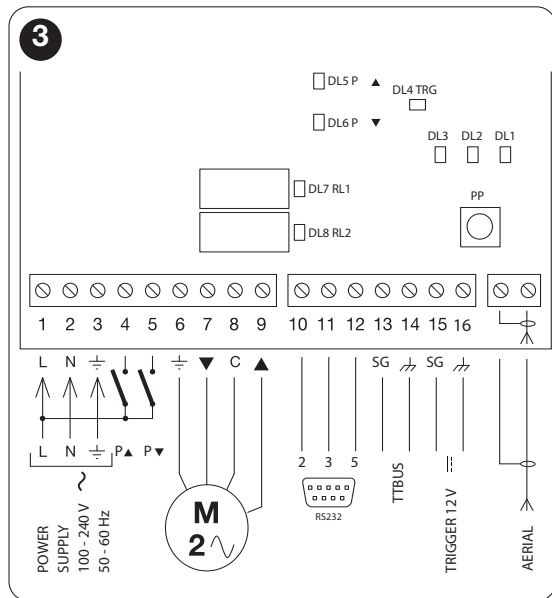 3
DL5 P ▲
DL4 TRG
DL6 P ▼
DL3 DL2 DL1
DL7 RL1
PP
DL8 RL2
1 2 3 4 5 6 7 8 9 10 11 12 13 14 15 16
L N ▼ C ▲ SG SG
L N P▲ P▼
2 3 5
RS232
M
2
POWER
SUPPLY
100 - 240 V
50 - 60 Hz
TTBUS
TRIGGER 12 V
AERIAL